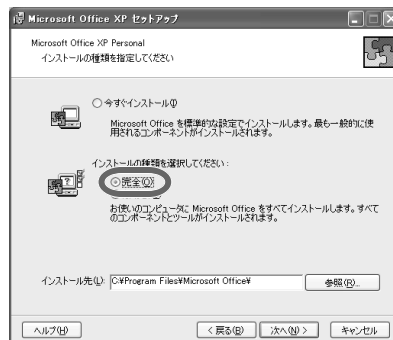 Microsoft Office XP セットアップ
Microsoft Office XP Personal
インストールの種類を指定してください
今すぐインストール(I)
Microsoft Office を標準的な設定でインストールします。最も一般的に使
用されるコンポーネントがインストールされます。
インストールの種類を選択してください:
完全(O)
お使いのコンピュータに Microsoft Office をすべてインストールします。すべて
のコンポーネントとツールがインストールされます。
インストール先(L): C:¥Program Files¥Microsoft Office¥ 参照(R)...
ヘルプ(H) < 戻る(B) 次へ(N) > キャンセル